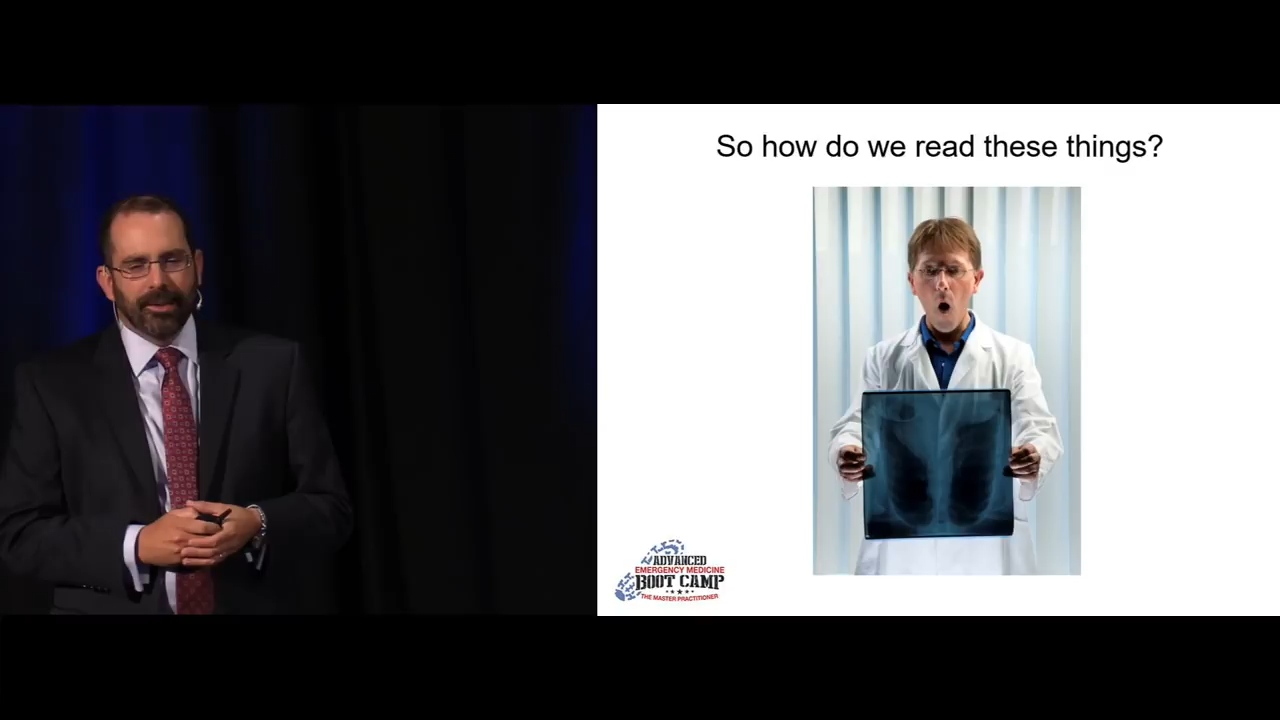 So how do we read these things?
ADVANCED
EMERGENCY MEDICINE
BOOT CAMP
THE MASTER PRACTITIONER